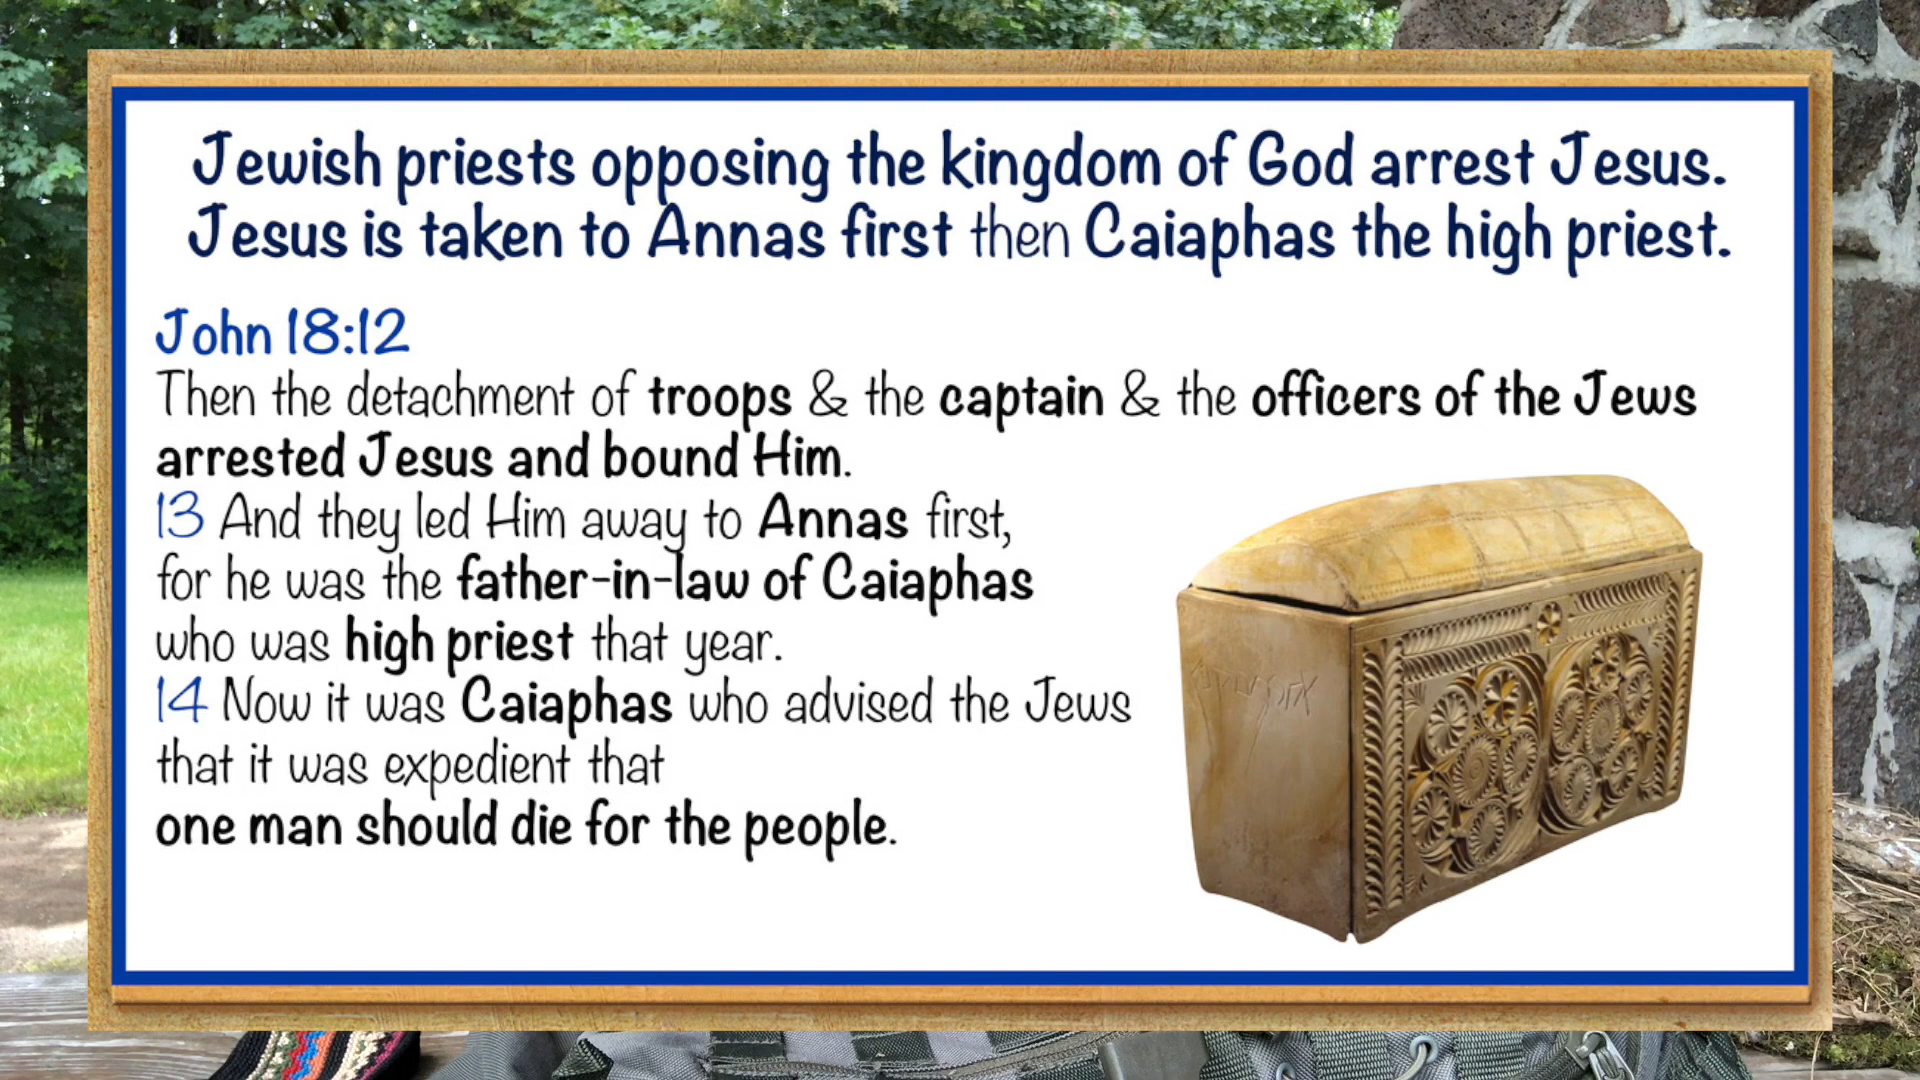 Jewish priests opposing the kingdom of God arrest Jesus.
Jesus is taken to Annas first then Caiaphas the high priest.
John 18:12
Then the detachment of troops & the captain & the officers of the Jews
arrested Jesus and bound Him.
13 And they led Him away to Annas first,
for he was the father-in-law of Caiaphas
who was high priest that year.
14 Now it was Caiaphas who advised the Jews
that it was expedient that
one man should die for the people.